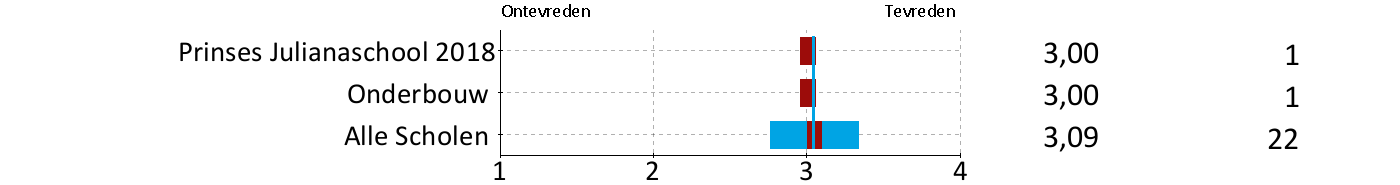 Ontevreden Tevreden
Prinses Julianaschool 2018 3,00 1
Onderbouw 3,00 1
Alle Scholen 3,09 22
1 2 3 4